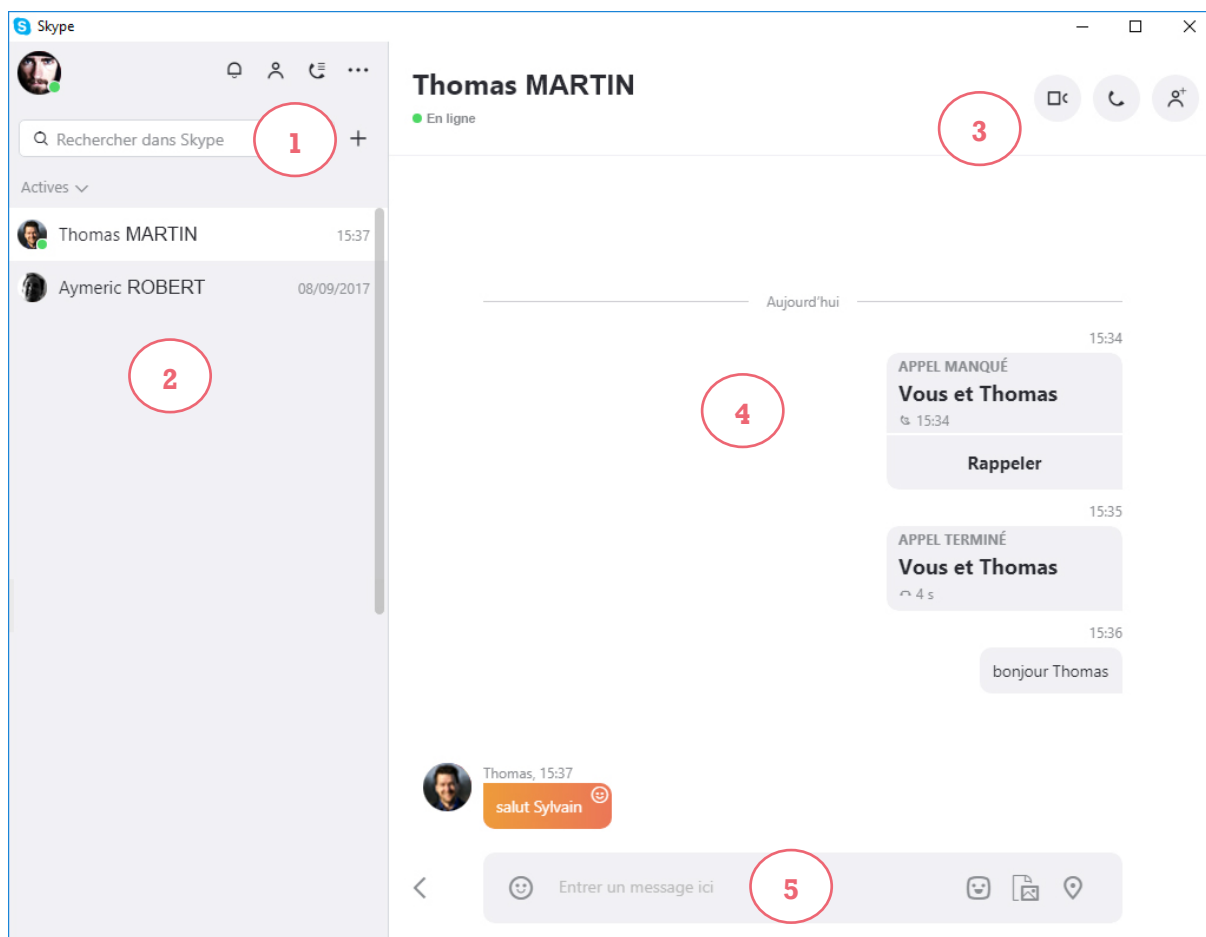 Skype
Rechercher dans Skype
1
Actives
Thomas MARTIN
15:37
Aymeric ROBERT
08/09/2017
2
Thomas MARTIN
En ligne
3
Aujourd'hui
15:34
APPEL MANQUÉ
Vous et Thomas
15:34
Rappeler
4
15:35
APPEL TERMINÉ
Vous et Thomas
4 s
15:36
bonjour Thomas
Thomas, 15:37
salut Sylvain
Entrer un message ici
5